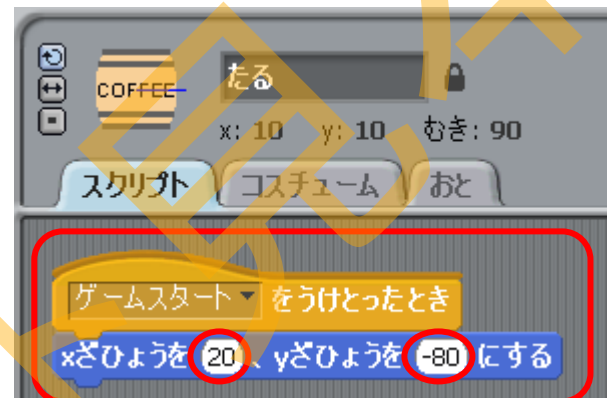 COFFEE
たる
x: 10 y: 10 むき: 90
スクリプト コスチューム おと
ゲームスタート をうけとったとき
xざひょうを 20 、yざひょうを -80 にする